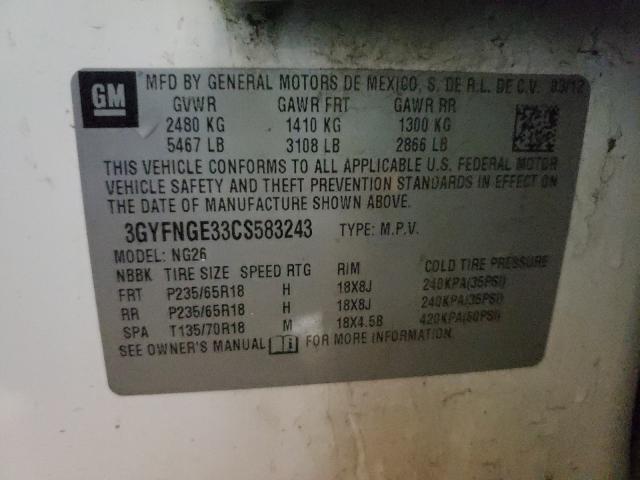 GM
MFD BY GENERAL MOTORS DE MEXICO, S. DE R.L. DE C.V. 03/12
GVWR GAWR FRT GAWR RR
2480 KG 1410 KG 1300 KG
5467 LB 3108 LB 2866 LB
THIS VEHICLE CONFORMS TO ALL APPLICABLE U.S. FEDERAL MOTOR
VEHICLE SAFETY AND THEFT PREVENTION STANDARDS IN EFFECT ON
THE DATE OF MANUFACTURE SHOWN ABOVE.
3GYFNGE33CS583243 TYPE: M.P.V.
MODEL: NG26
NBBK TIRE SIZE SPEED RTG RIM COLD TIRE PRESSURE
FRT P235/65R18 H 18X8J 240KPA(35PSI)
RR P235/65R18 H 18X8J 240KPA(35PSI)
SPA T135/70R18 M 18X4.5B 420KPA(60PSI)
SEE OWNER'S MANUAL FOR MORE INFORMATION.